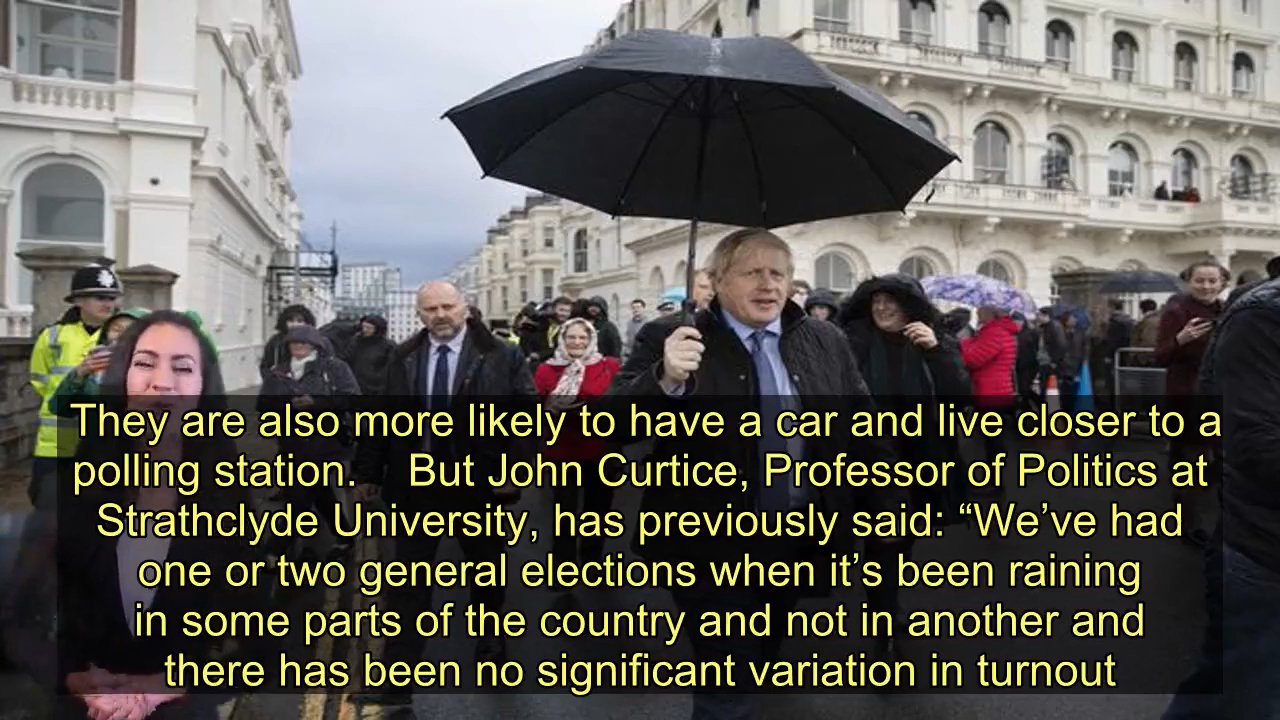 They are also more likely to have a car and live closer to a
polling station. But John Curtice, Professor of Politics at
Strathclyde University, has previously said: “We’ve had
one or two general elections when it’s been raining
in some parts of the country and not in another and
there has been no significant variation in turnout